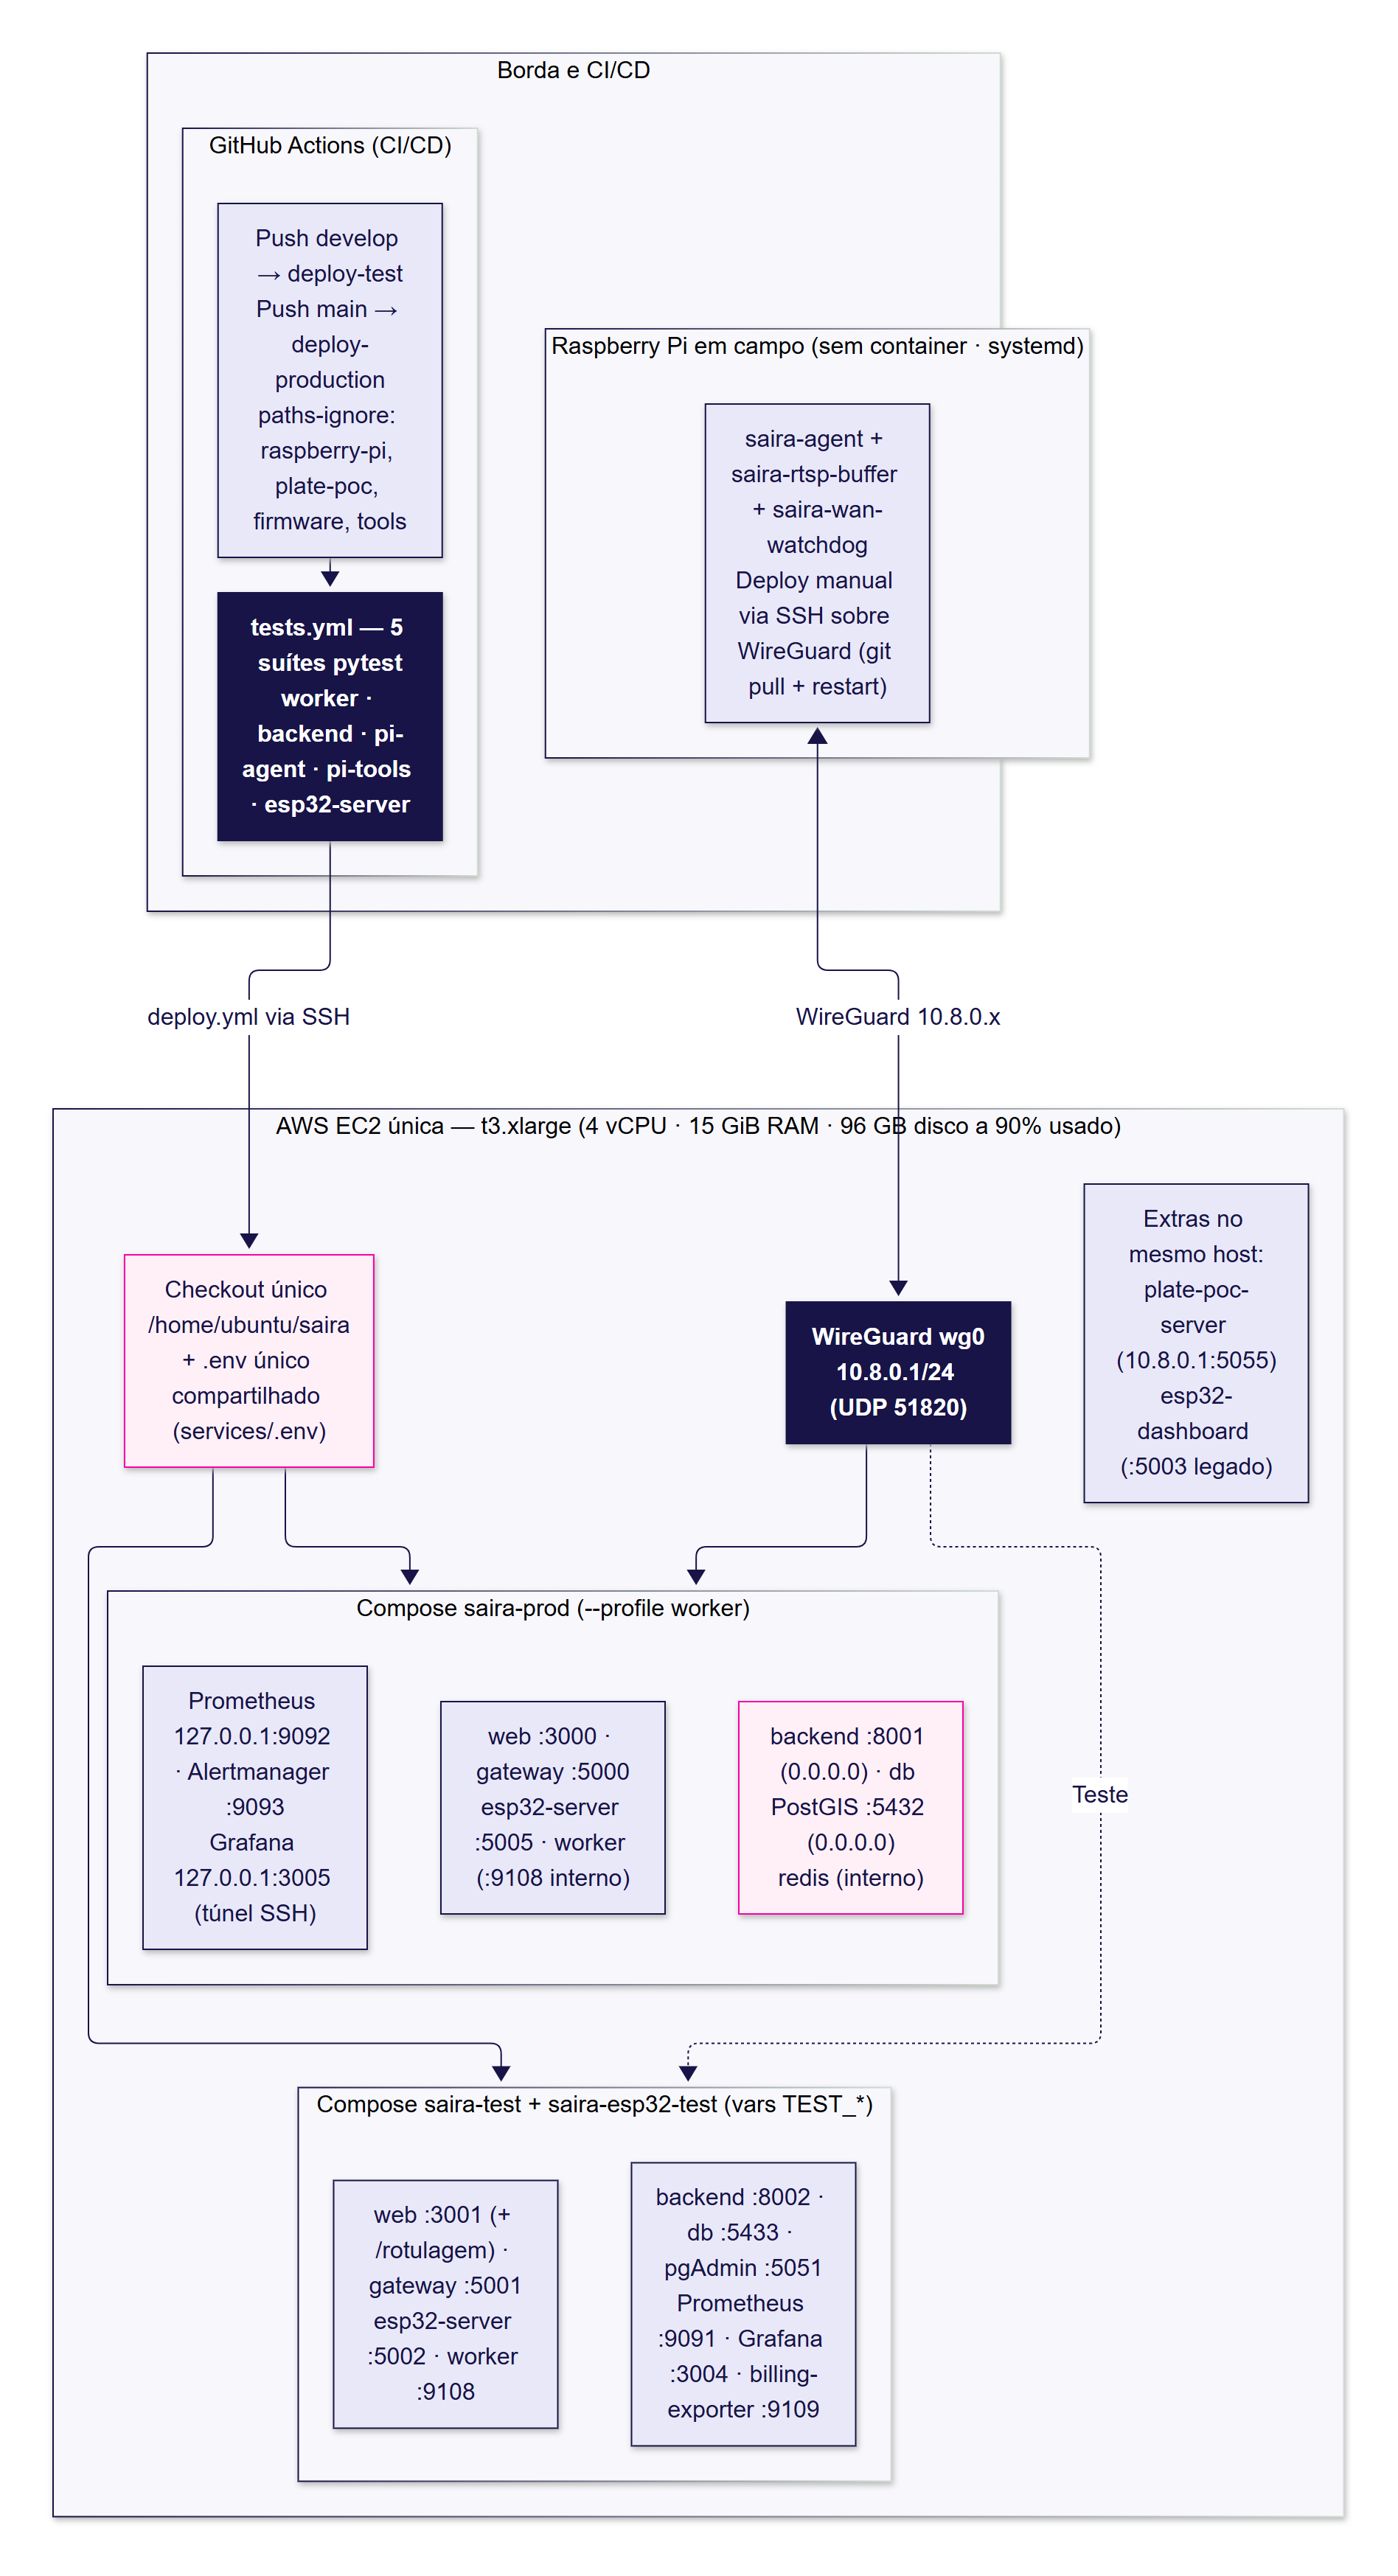 Borda e CI/CD
GitHub Actions (CI/CD)
Push develop
→ deploy-test
Push main →
deploy-
production
paths-ignore:
raspberry-pi,
plate-poc,
firmware, tools
tests.yml — 5
suítes pytest
worker ·
backend · pi-
agent · pi-tools
· esp32-server
Raspberry Pi em campo (sem container · systemd)
saira-agent +
saira-rtsp-buffer
+ saira-wan-
watchdog
Deploy manual
via SSH sobre
WireGuard (git
pull + restart)
deploy.yml via SSH
WireGuard 10.8.0.x
AWS EC2 única — t3.xlarge (4 vCPU · 15 GiB RAM · 96 GB disco a 90% usado)
Checkout único
/home/ubuntu/saira
+ .env único
compartilhado
(services/.env)
WireGuard wg0
10.8.0.1/24
(UDP 51820)
Extras no
mesmo host:
plate-poc-
server
(10.8.0.1:5055)
esp32-
dashboard
(:5003 legado)
Compose saira-prod (--profile worker)
Prometheus
127.0.0.1:9092
· Alertmanager
:9093
Grafana
127.0.0.1:3005
(túnel SSH)
web :3000 ·
gateway :5000
esp32-server
:5005 · worker
(:9108 interno)
backend :8001
(0.0.0.0) · db
PostGIS :5432
(0.0.0.0)
redis (interno)
Teste
Compose saira-test + saira-esp32-test (vars TEST_*)
web :3001 (+
/rotulagem) ·
gateway :5001
esp32-server
:5002 · worker
:9108
backend :8002 ·
db :5433 ·
pgAdmin :5051
Prometheus
:9091 · Grafana
:3004 · billing-
exporter :9109